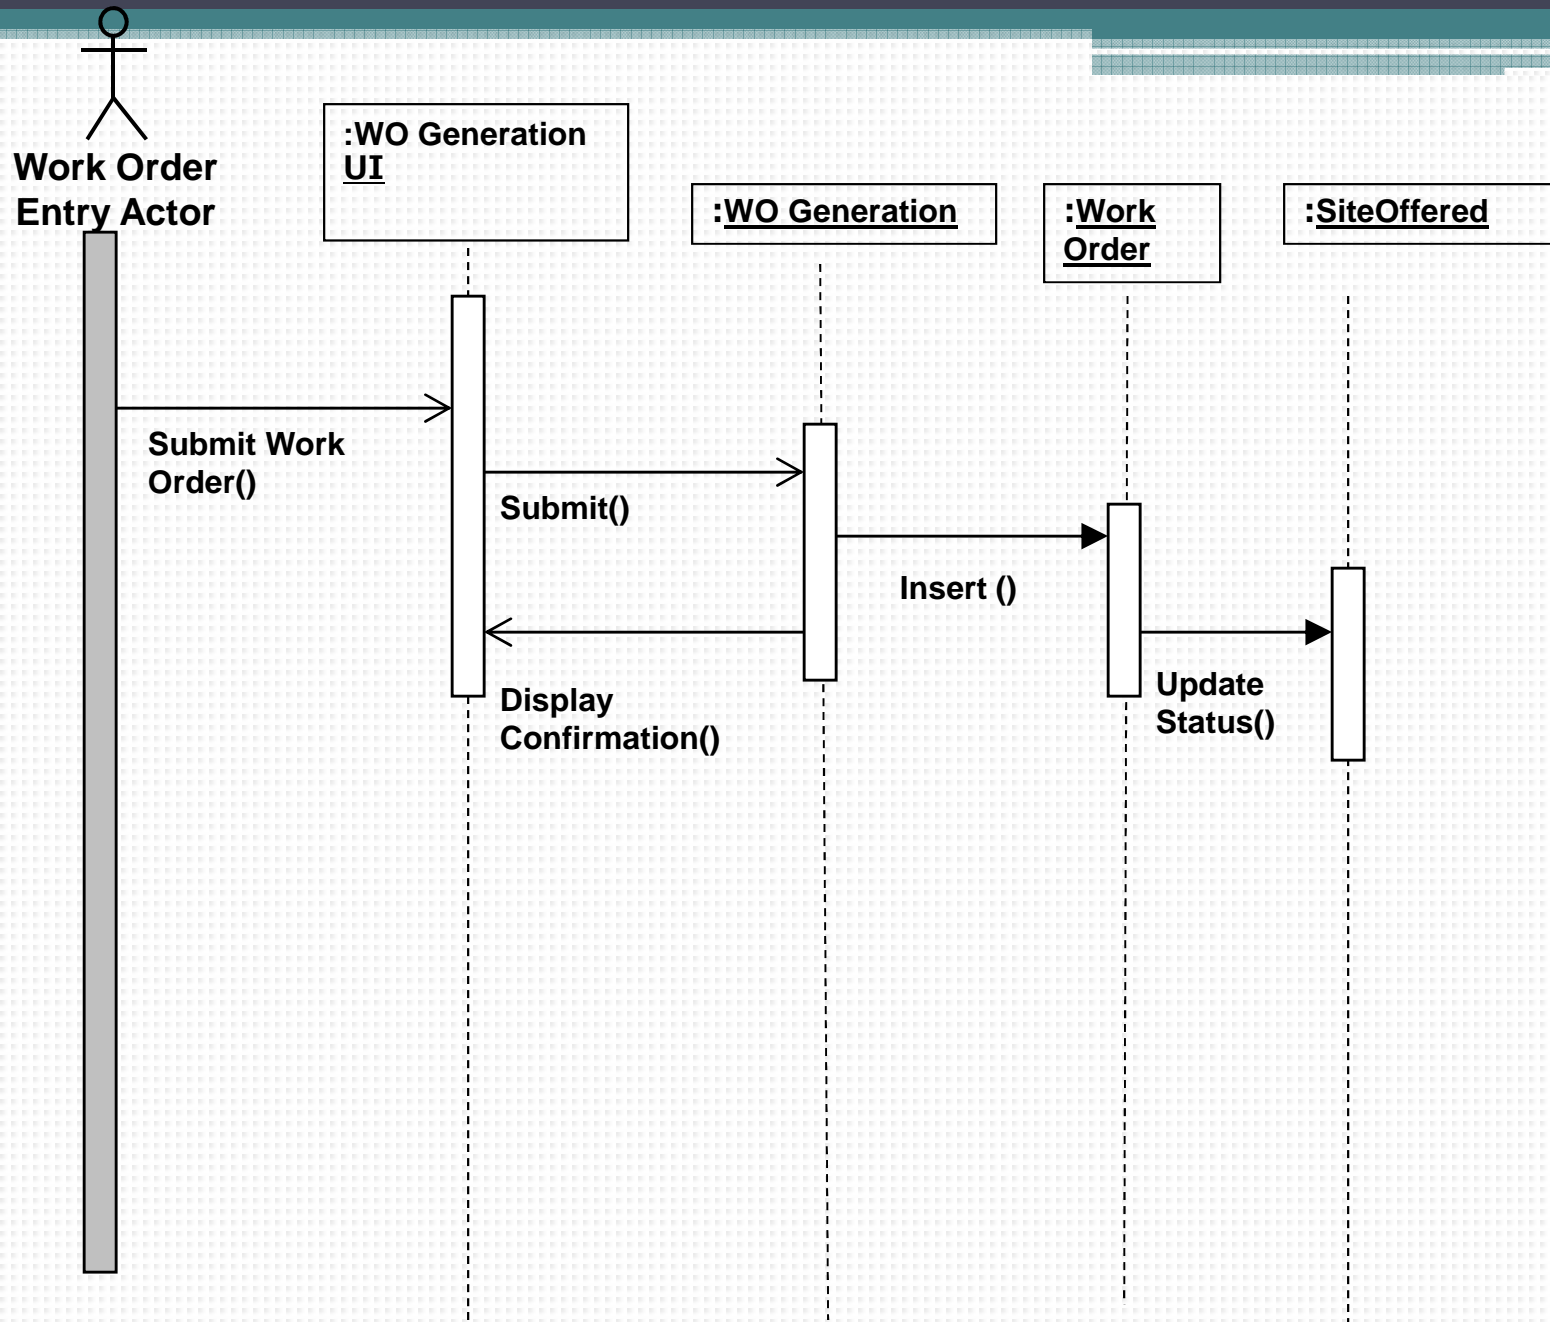 Work Order
Entry Actor
:WO Generation
UI
:WO Generation
:Work
Order
:SiteOffered
Submit Work
Order()
Submit()
Insert ()
Display
Confirmation()
Update
Status()